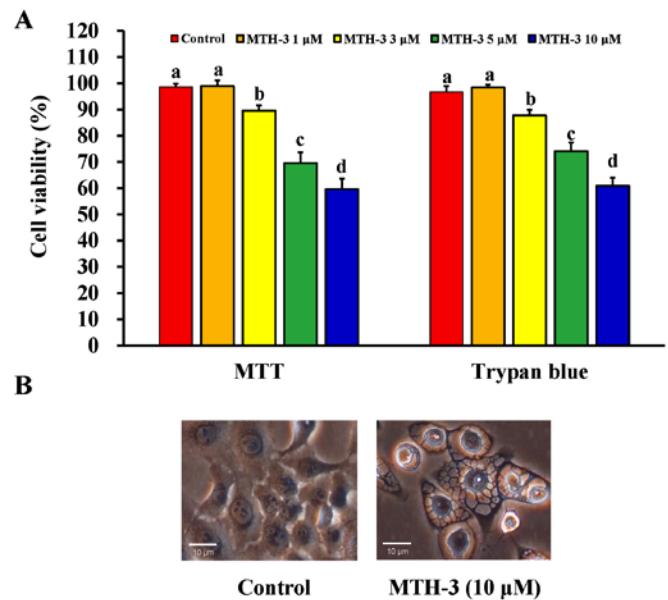 A
120
110
100
90
80
70
60
50
40
30
20
10
0
Cell viability (%)
Control MTH-3 1 µM MTH-3 3 µM MTH-3 5 µM MTH-3 10 µM
a a b c d
a a b c d
MTT Trypan blue
B
10 µm 10 µm
Control MTH-3 (10 µM)